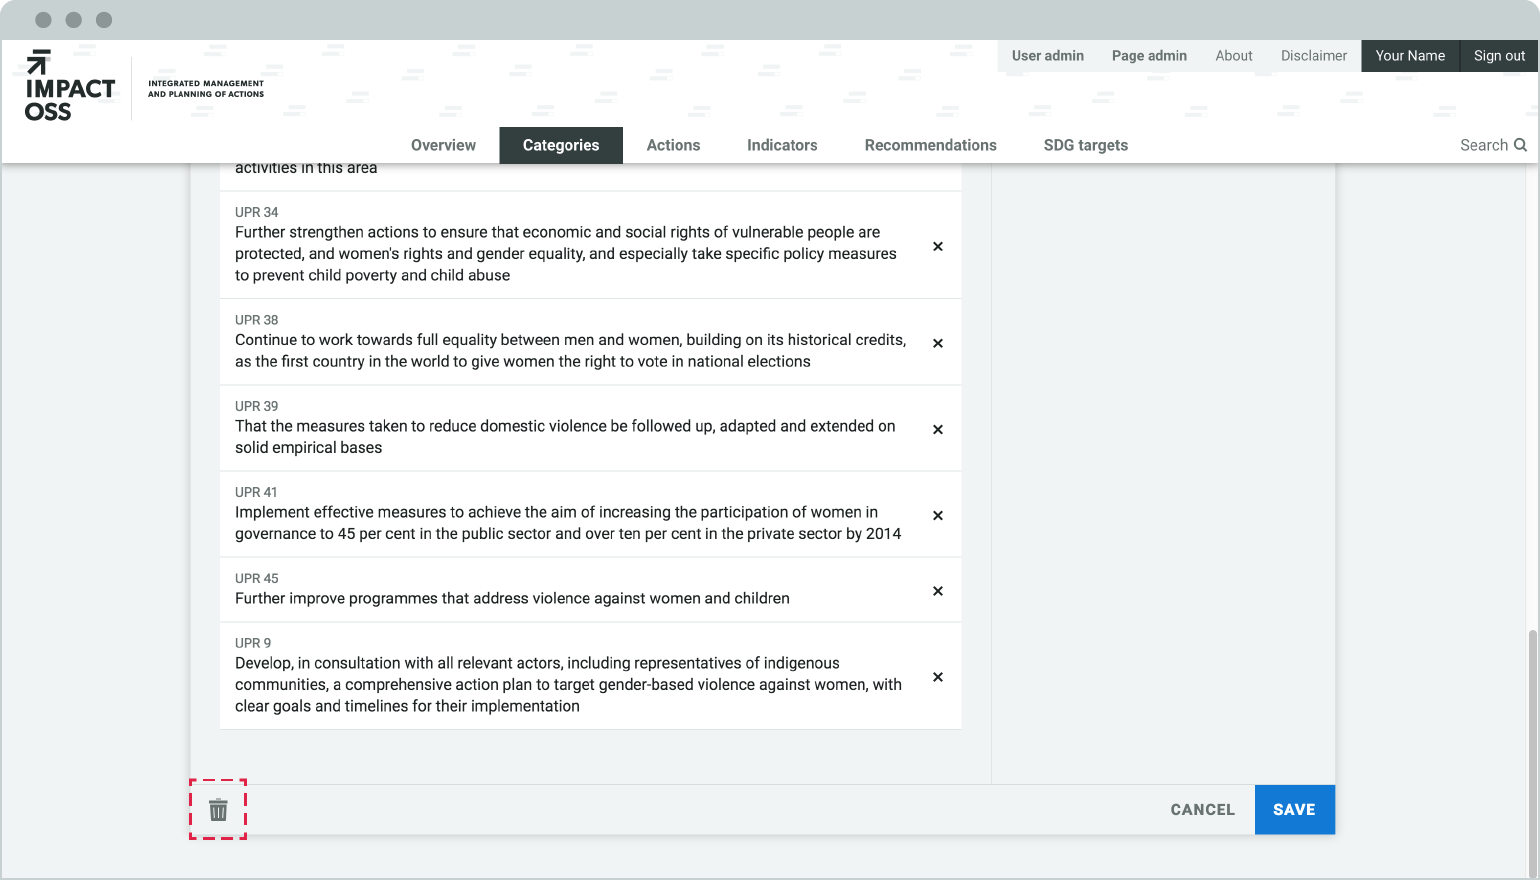 IMPACT
OSS
INTEGRATED MANAGEMENT
AND PLANNING OF ACTIONS
User admin
Page admin
About
Disclaimer
Your Name
Sign out
Overview
Categories
Actions
Indicators
Recommendations
SDG targets
Search
activities in this area
UPR 34
Further strengthen actions to ensure that economic and social rights of vulnerable people are
protected, and women's rights and gender equality, and especially take specific policy measures
to prevent child poverty and child abuse
UPR 38
Continue to work towards full equality between men and women, building on its historical credits,
as the first country in the world to give women the right to vote in national elections
UPR 39
That the measures taken to reduce domestic violence be followed up, adapted and extended on
solid empirical bases
UPR 41
Implement effective measures to achieve the aim of increasing the participation of women in
governance to 45 per cent in the public sector and over ten per cent in the private sector by 2014
UPR 45
Further improve programmes that address violence against women and children
UPR 9
Develop, in consultation with all relevant actors, including representatives of indigenous
communities, a comprehensive action plan to target gender-based violence against women, with
clear goals and timelines for their implementation
CANCEL
SAVE